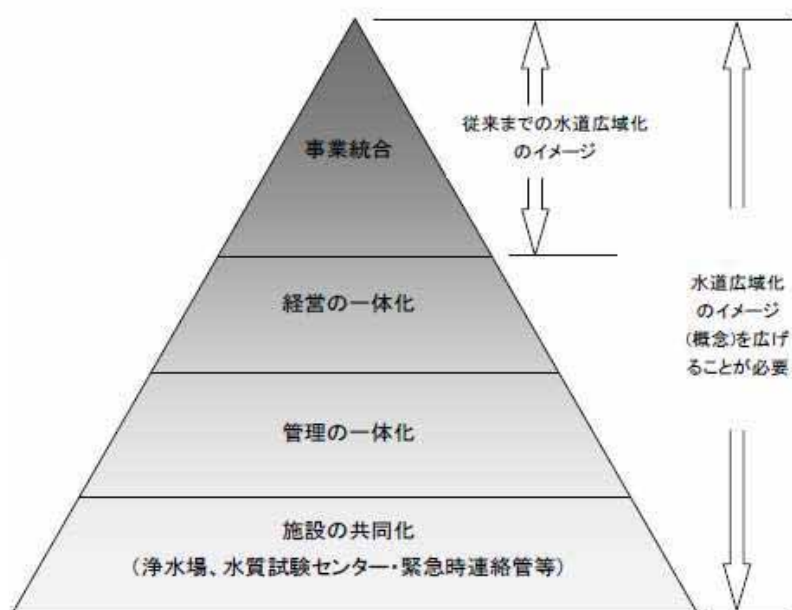 事業統合
従来までの水道広域化
のイメージ
経営の一体化
水道広域化
のイメージ
(概念)を広げ
ることが必要
管理の一体化
施設の共同化
(浄水場、水質試験センター・緊急時連絡管等)